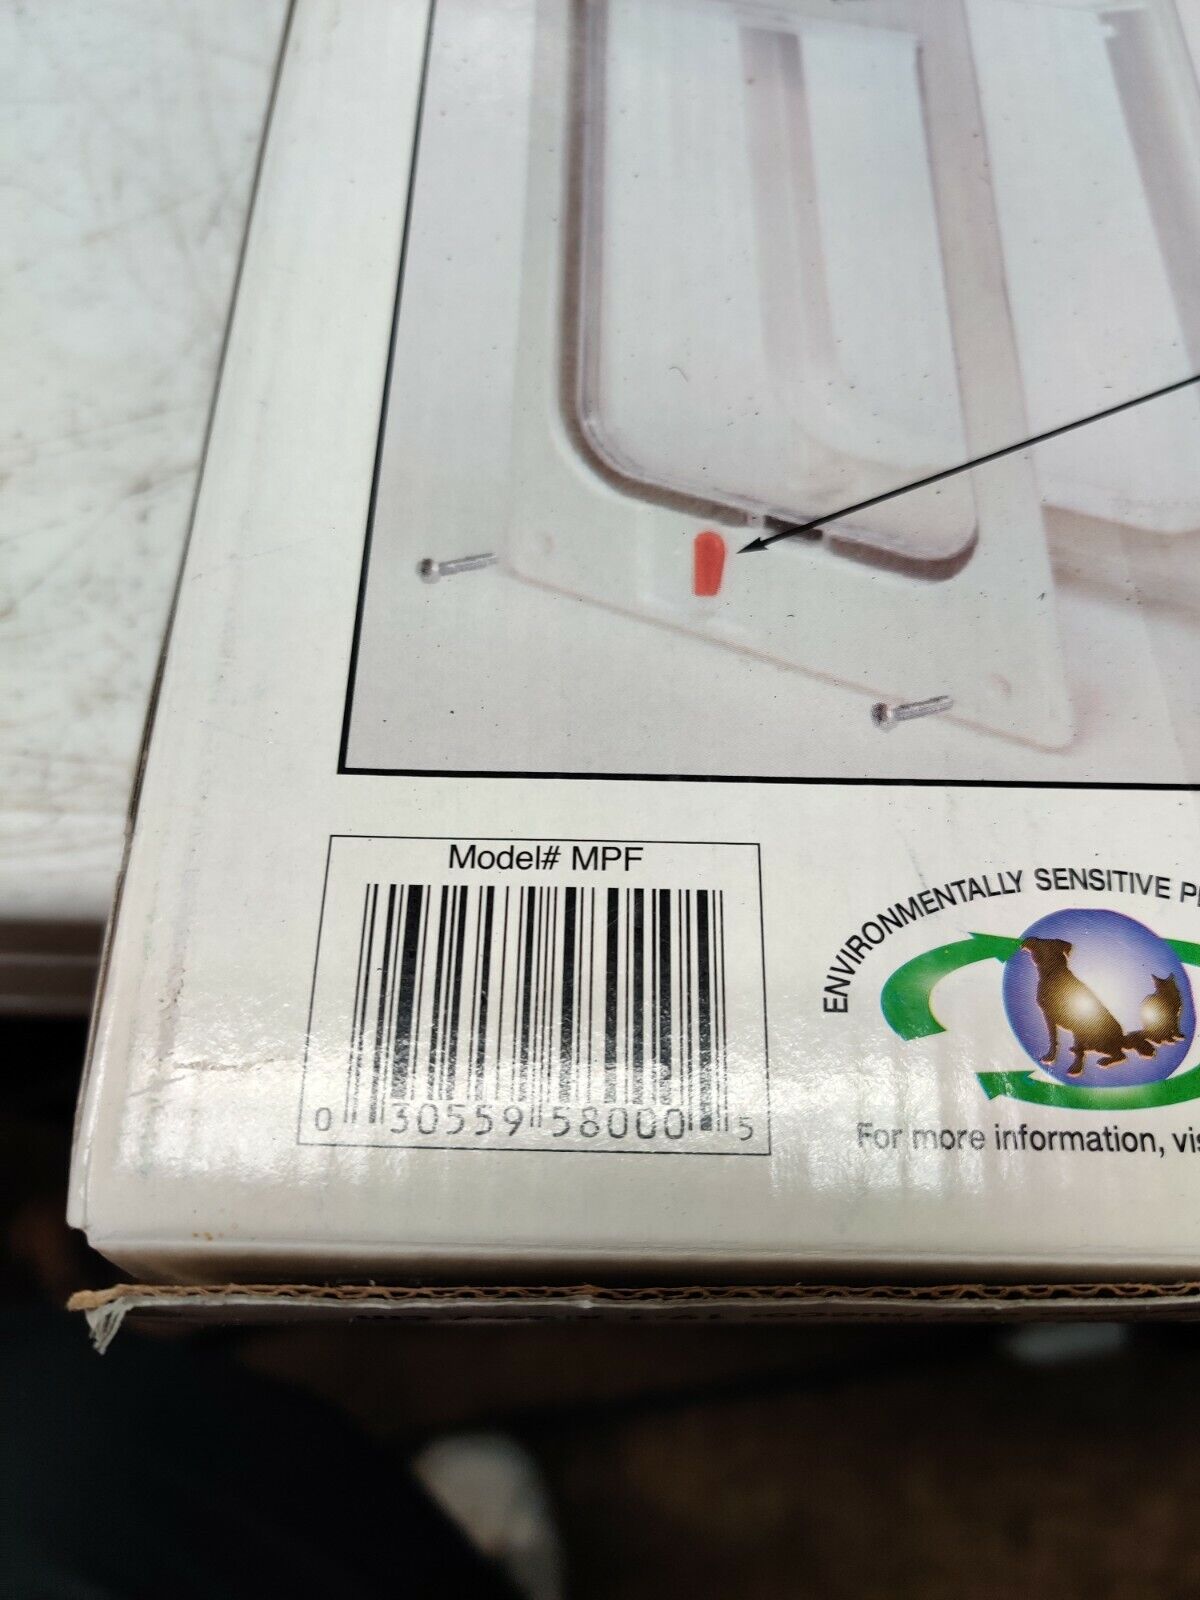 Model# MPF
0 30559 58000 5
ENVIRONMENTALLY SENSITIVE
For more information,